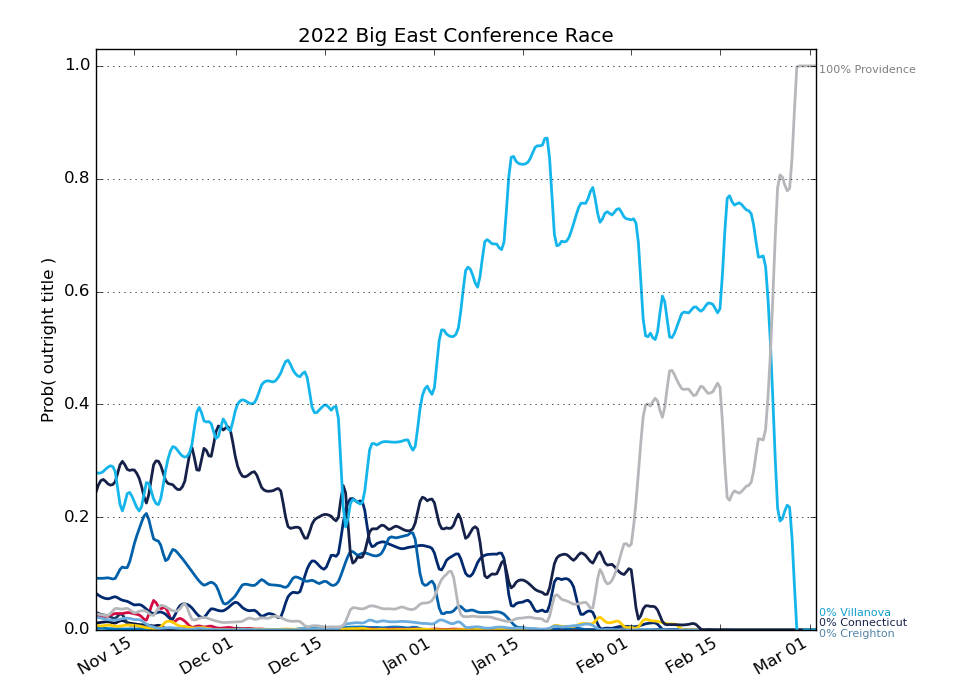 2022 Big East Conference Race
1.0
0.8
0.6
0.4
0.2
0.0
Prob( outright title )
Nov 15
Dec 01
Dec 15
Jan 01
Jan 15
Feb 01
Feb 15
Mar 01
100% Providence
0% Villanova
0% Connecticut
0% Creighton